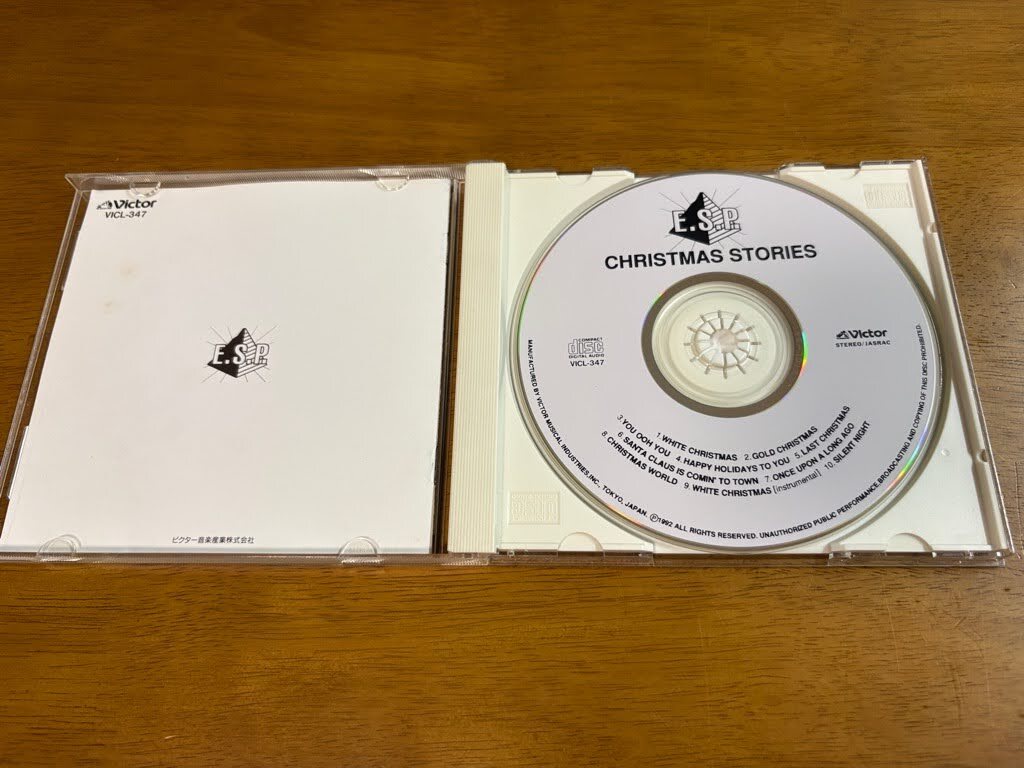 Victor
VICL-347
E.S.P.
ビクター音楽産業株式会社
E.S.P.
CHRISTMAS STORIES
COMPACT
disc
DIGITAL AUDIO
VICL-347
Victor
STEREO/JASRAC
1. WHITE CHRISTMAS 2. GOLD CHRISTMAS
3 YOU OOH YOU 4. HAPPY HOLIDAYS TO YOU 5. LAST CHRISTMAS
6. SANTA CLAUS IS COMIN' TO TOWN 7. ONCE UPON A LONG AGO
8 CHRISTMAS WORLD 9 WHITE CHRISTMAS [instrumental] 10. SILENT NIGHT
MANUFACTURED BY VICTOR MUSICAL INDUSTRIES, INC., TOKYO, JAPAN. Ⓟ1992 ALL RIGHTS RESERVED. UNAUTHORIZED PUBLIC PERFORMANCE, BROADCASTING AND COPYING OF THIS DISC PROHIBITED.